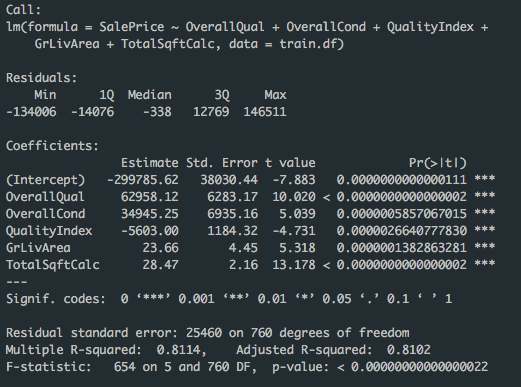 Call:
lm(formula = SalePrice ~ OverallQual + OverallCond + QualityIndex +
    GrLivArea + TotalSqftCalc, data = train.df)

Residuals:
    Min      1Q  Median      3Q     Max
-134006  -14076    -338   12769  146511

Coefficients:
                Estimate Std. Error t value             Pr(>|t|)
(Intercept)   -299785.62   38030.44  -7.883    0.0000000000000111 ***
OverallQual     62958.12    6283.17  10.020 < 0.0000000000000002 ***
OverallCond     34945.25    6935.16   5.039    0.0000005857067015 ***
QualityIndex    -5603.00    1184.32  -4.731    0.0000026640777830 ***
GrLivArea          23.66       4.45   5.318    0.0000001382863281 ***
TotalSqftCalc      28.47       2.16  13.178 < 0.0000000000000002 ***
---
Signif. codes:  0 ‘***’ 0.001 ‘**’ 0.01 ‘*’ 0.05 ‘.’ 0.1 ‘ ’ 1

Residual standard error: 25460 on 760 degrees of freedom
Multiple R-squared:  0.8114,    Adjusted R-squared:  0.8102
F-statistic:   654 on 5 and 760 DF,  p-value: < 0.00000000000000022